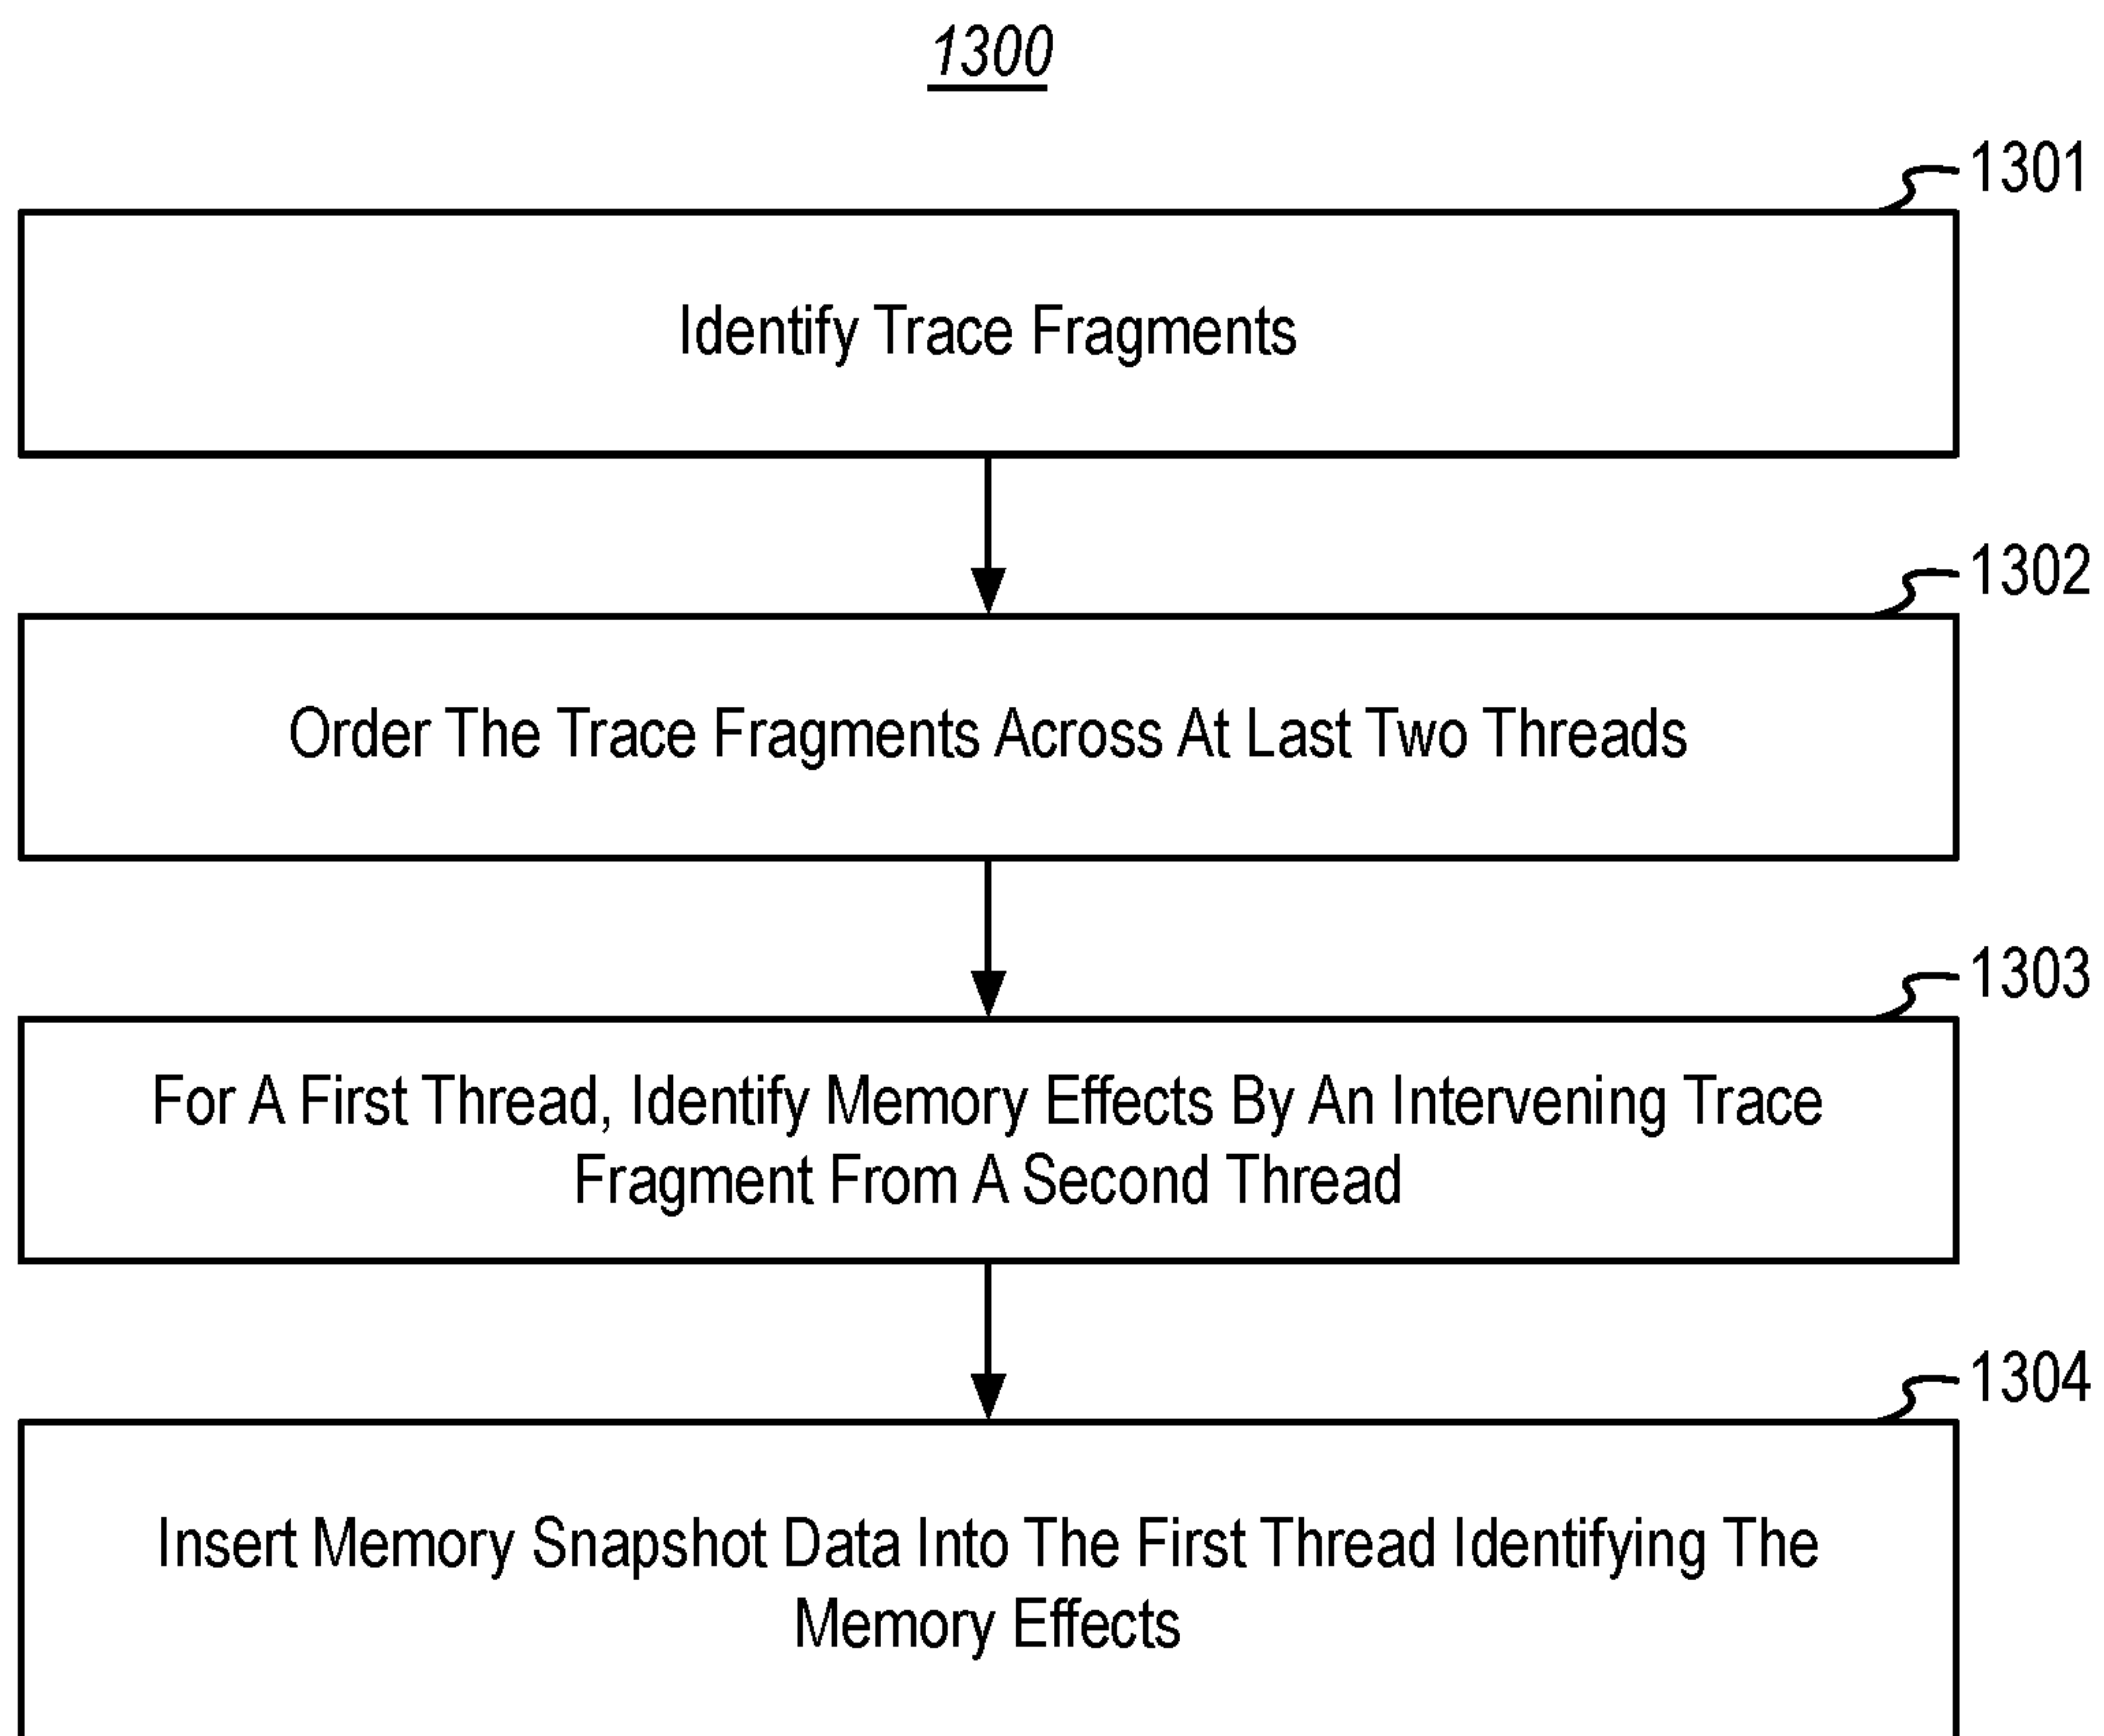 1300
1301
Identify Trace Fragments
1302
Order The Trace Fragments Across At Last Two Threads
1303
For A First Thread, Identify Memory Effects By An Intervening Trace
Fragment From A Second Thread
1304
Insert Memory Snapshot Data Into The First Thread Identifying The
Memory Effects